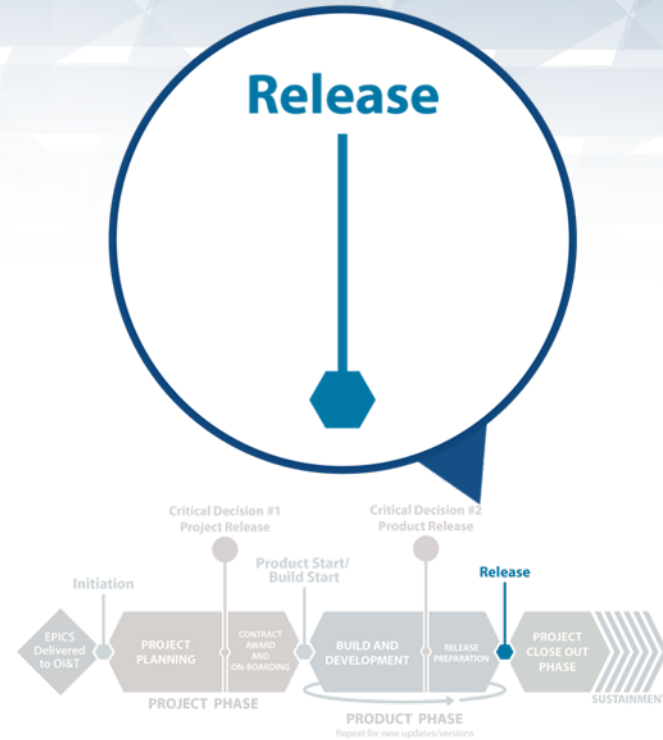 Release
Critical Decision #1
Project Release
Critical Decision #2
Product Release
Initiation
Product Start/
Build Start
Release
EPICS
Delivered
to OI&T
PROJECT
PLANNING
CONTRACT
AWARD
AND
ON-BOARDING
BUILD AND
DEVELOPMENT
RELEASE
PREPARATION
PROJECT
CLOSE OUT
PHASE
SUSTAINMENT
PROJECT PHASE
PRODUCT PHASE
Repeat for new updates/versions